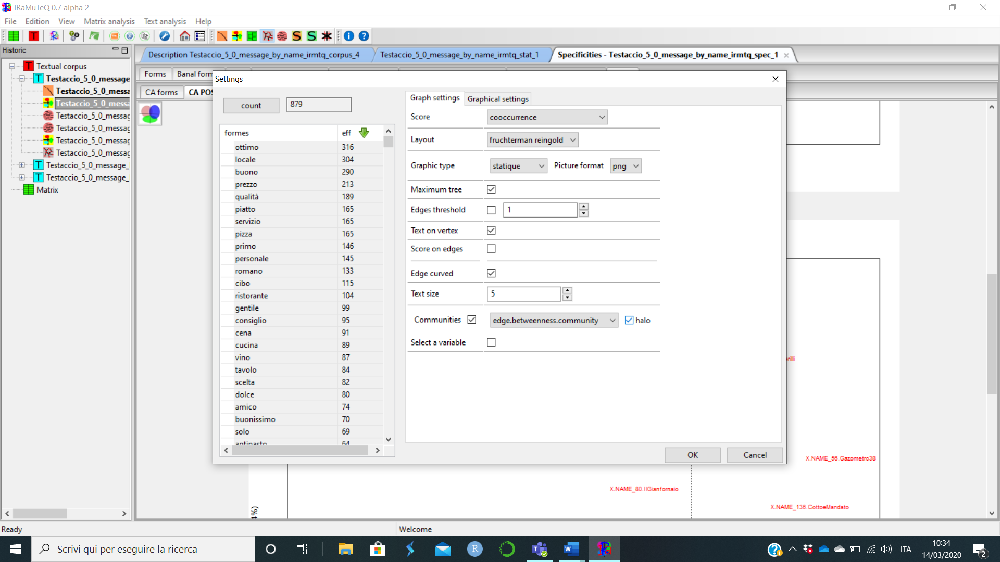 IRaMuTeQ 0.7 alpha 2
File Edition View Matrix analysis Text analysis Help
Historic
Textual corpus
Testaccio_5_0_message
Testaccio_5_0_messa
Testaccio_5_0_messa
Testaccio_5_0_messag
Testaccio_5_0_messag
Testaccio_5_0_messag
Testaccio_5_0_messag
Testaccio_5_0_message_
Testaccio_5_0_message_
Matrix
Description Testaccio_5_0_message_by_name_irmtq_corpus_4
Testaccio_5_0_message_by_name_irmtq_stat_1
Specificities - Testaccio_5_0_message_by_name_irmtq_spec_1
Forms Banal form
CA forms CA POS
Settings
count 879
formes eff
ottimo 316
locale 304
buono 290
prezzo 213
qualità 189
piatto 165
servizio 165
pizza 165
primo 146
personale 145
romano 133
cibo 115
ristorante 104
gentile 99
consiglio 95
cena 91
cucina 89
vino 87
tavolo 84
scelta 82
dolce 80
amico 74
buonissimo 70
solo 69
antipasto 64
Graph settings Graphical settings
Score cooccurrence
Layout fruchterman reingold
Graphic type statique Picture format png
Maximum tree
Edges threshold 1
Text on vertex
Score on edges
Edge curved
Text size 5
Communities edge.betweenness.community halo
Select a variable
OK Cancel
X.NAME_56.Gazometro38
X.NAME_80.IlGianfornaio
X.NAME_136.CottoeMandato
Ready Welcome
Scrivi qui per eseguire la ricerca
ITA
10:34
14/03/2020
2